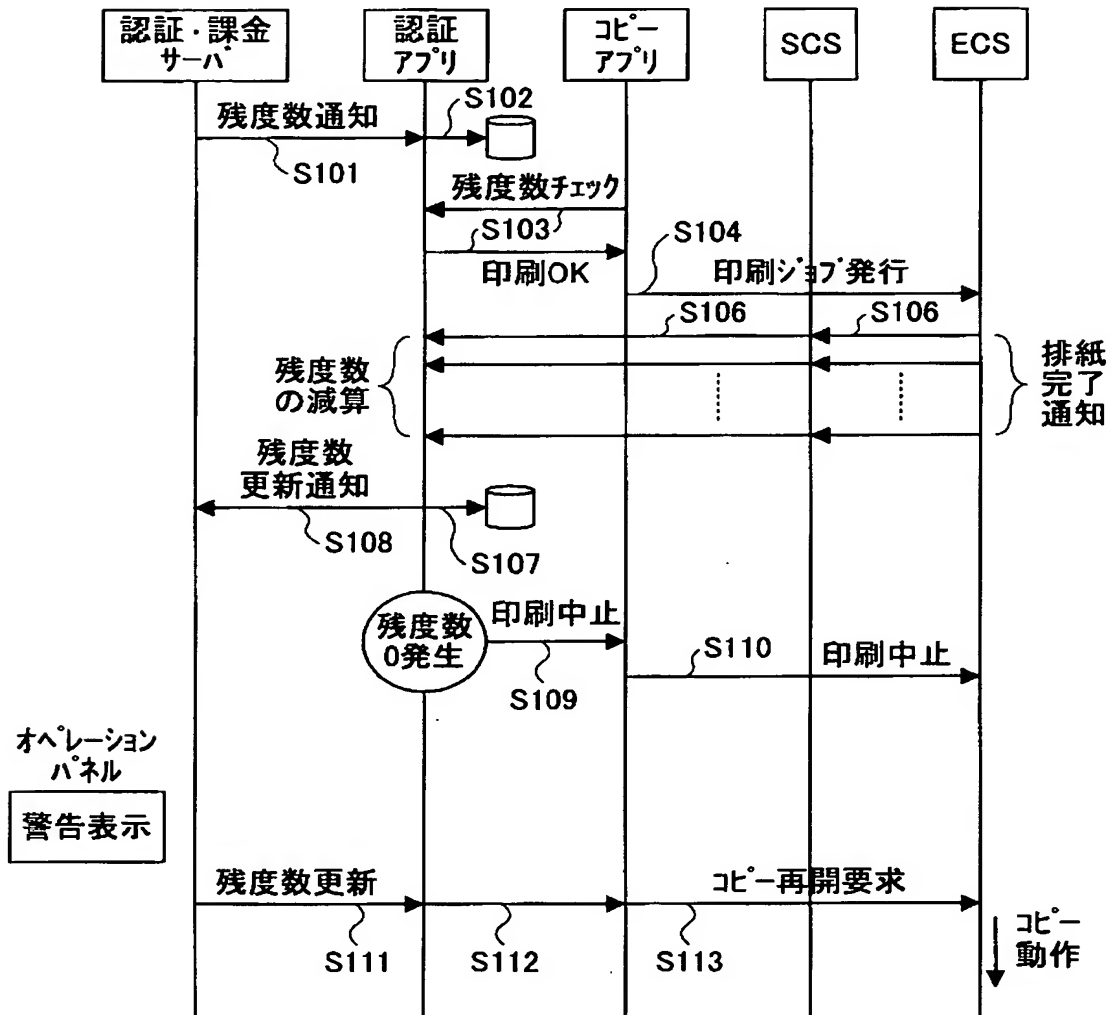 認証・課金
サーバ
認証
アプリ
コピー
アプリ
SCS
ECS
残度数通知
S102
S101
残度数チェック
S103
印刷OK
S104
印刷ジョブ発行
S106
S106
残度数
の減算
排紙
完了
通知
残度数
更新通知
S108
S107
残度数
0発生
印刷中止
S109
S110
印刷中止
オペレーション
パネル
警告表示
残度数更新
コピー再開要求
S111
S112
S113
コピー
動作